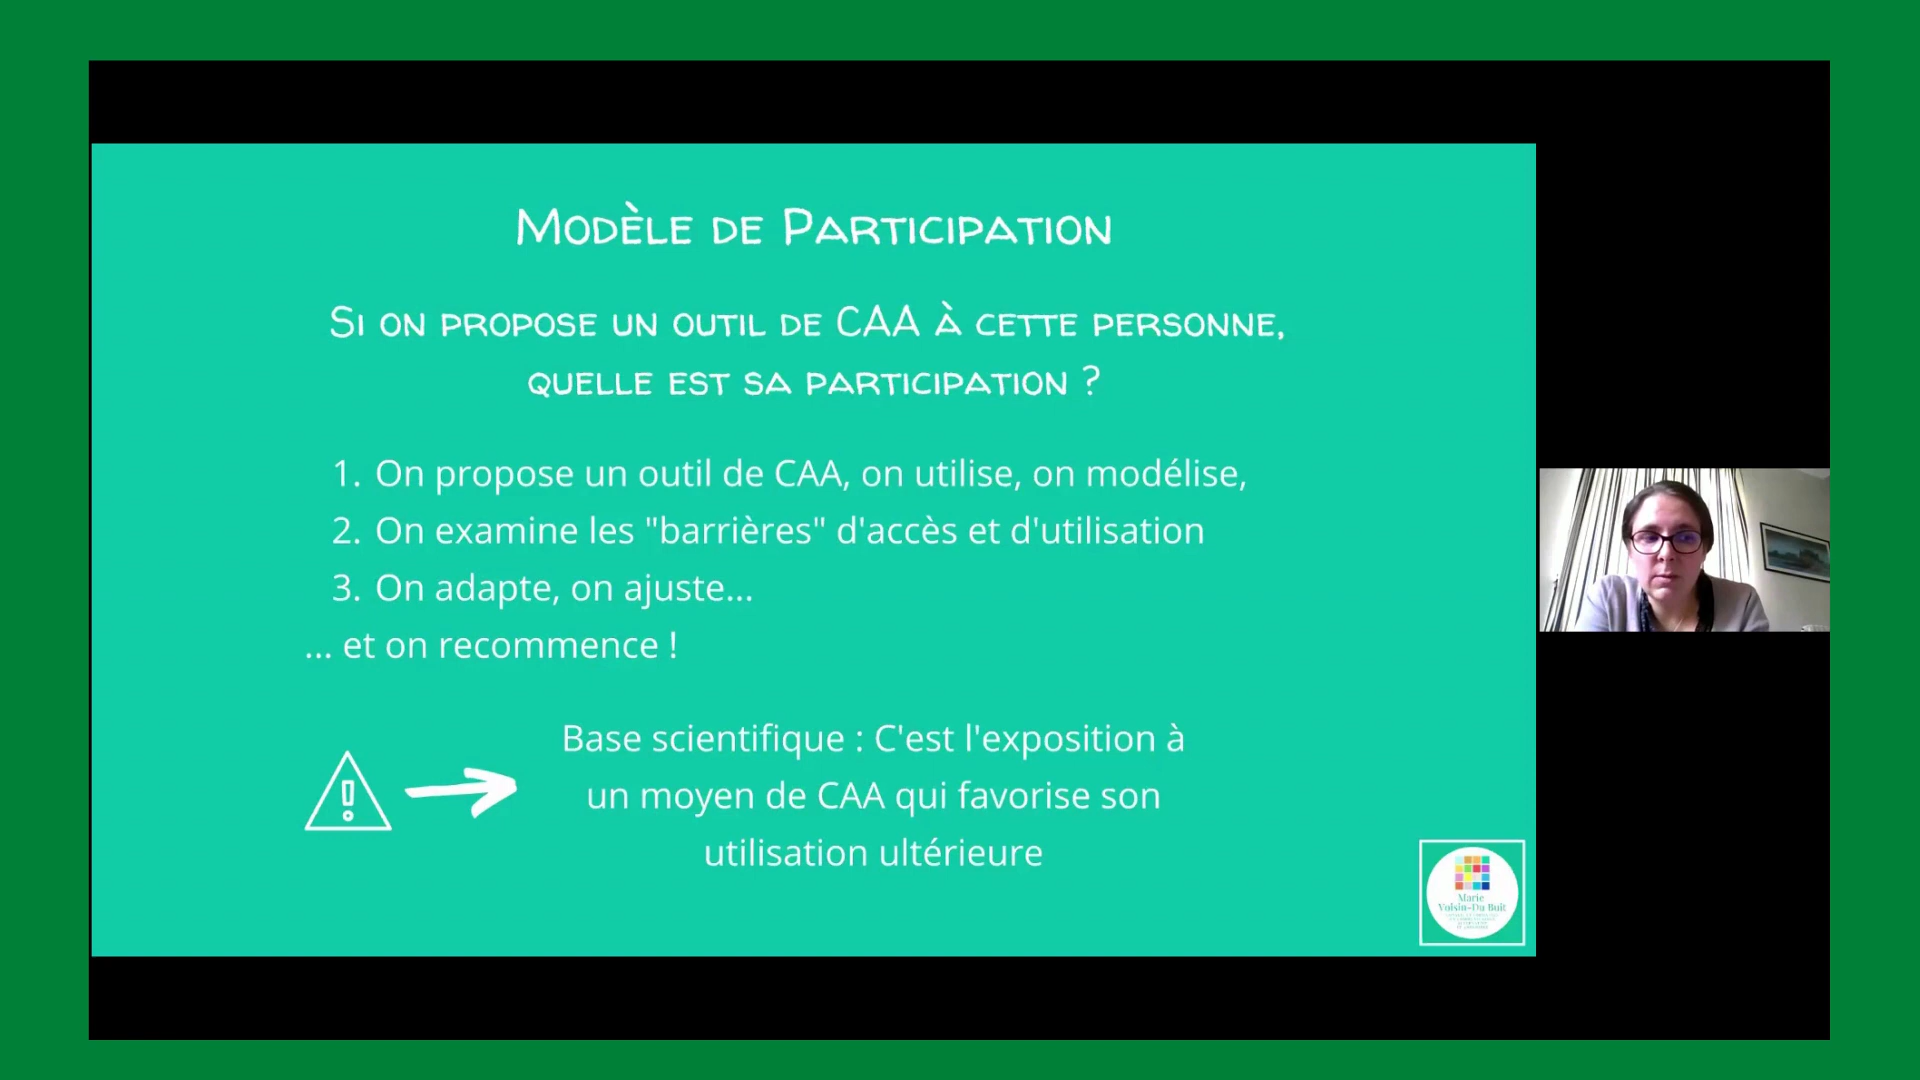 Modèle de Participation
Si on propose un outil de CAA à cette personne,
quelle est sa participation ?
1. On propose un outil de CAA, on utilise, on modélise,
2. On examine les "barrières" d'accès et d'utilisation
3. On adapte, on ajuste...
... et on recommence !
Base scientifique : C'est l'exposition à
un moyen de CAA qui favorise son
utilisation ultérieure
Marie
Voisin-Du Buit